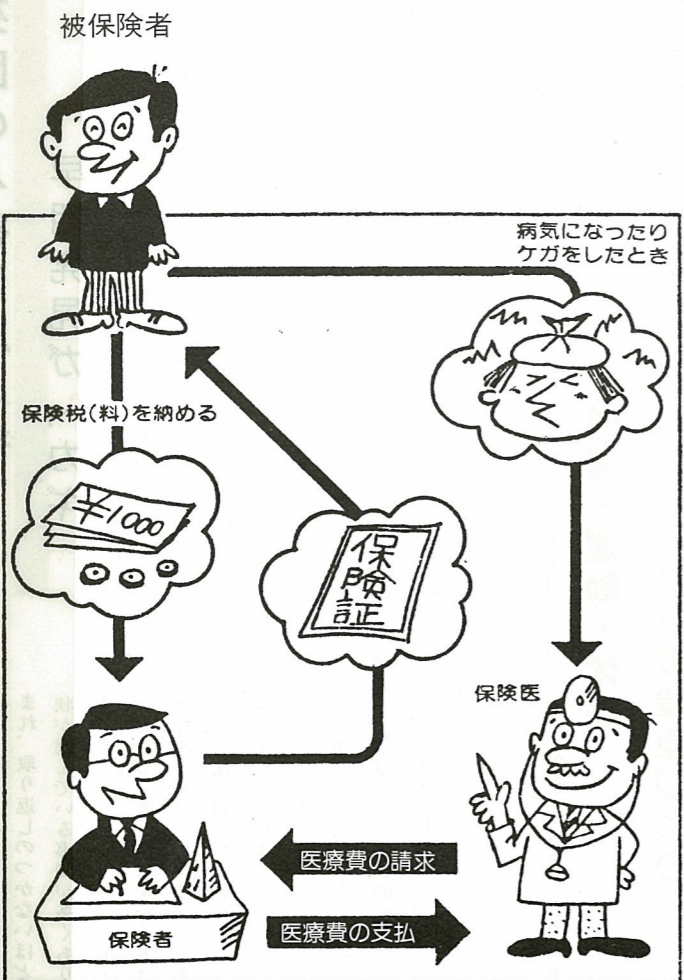 被保険者
病気になったり
ケガをしたとき
保険税(料)を納める
¥1000
保険証
保険医
医療費の請求
保険者
医療費の支払